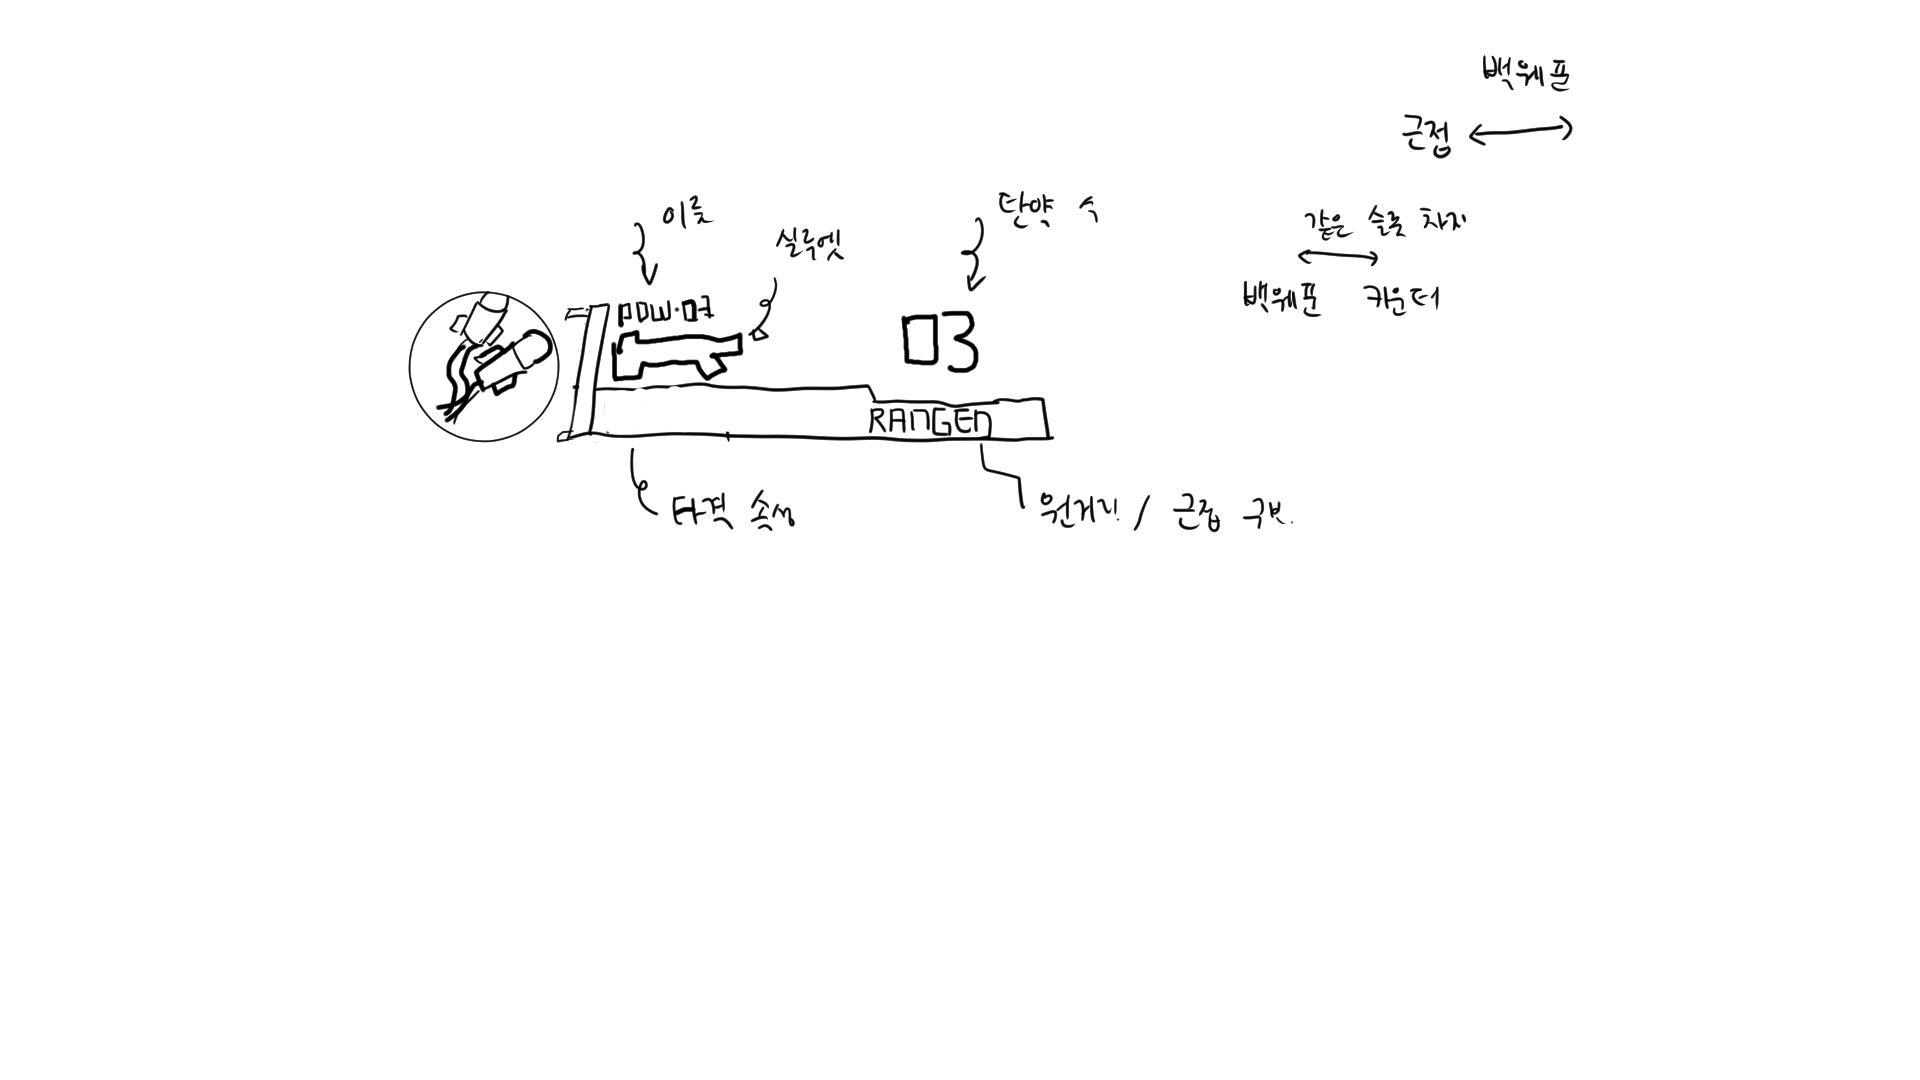 백웨폰
근접
이름
단약 수
실루엣
같은 슬롯 차지
백웨폰 카운터
POW·07
03
RANGER
타격 속성
원거리 / 근접 구분.